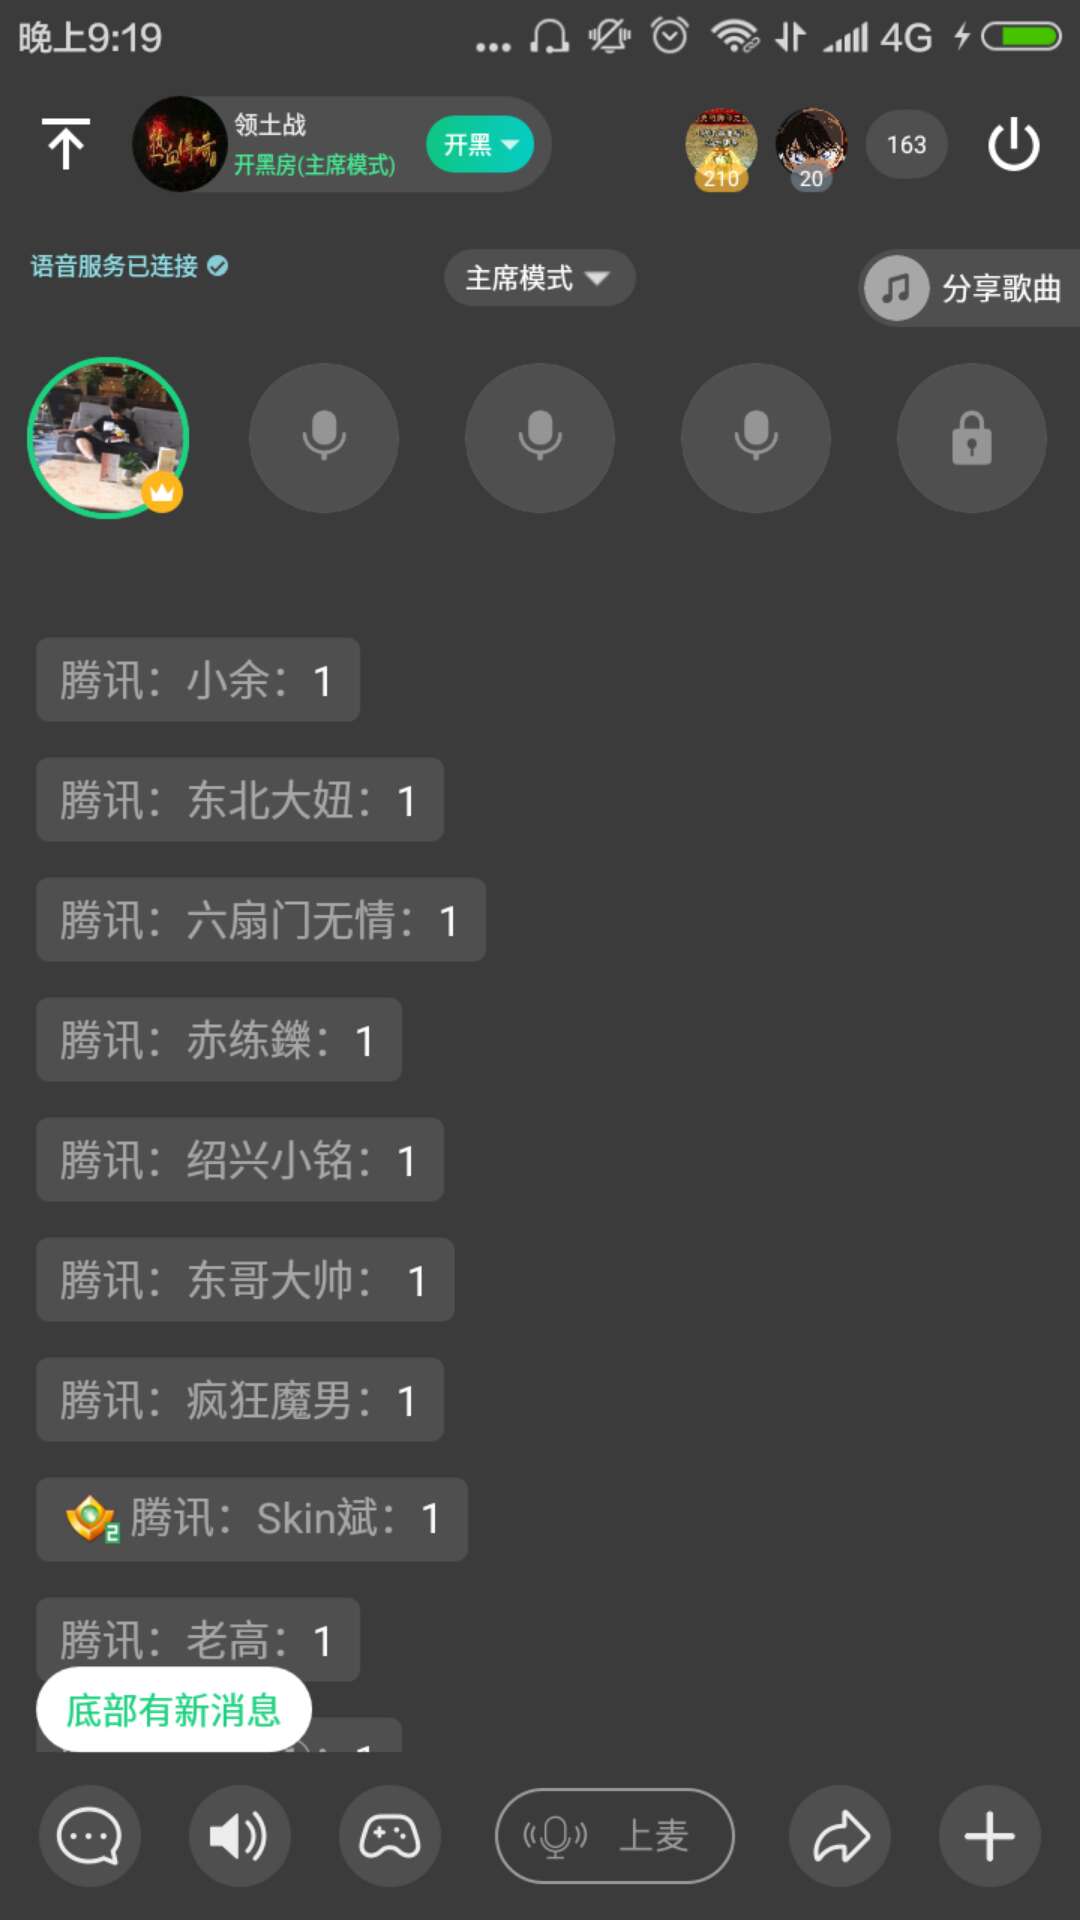 晚上9:19
4G
领土战
开黑房(主席模式)
开黑
210
20
163
语音服务已连接
主席模式
分享歌曲
腾讯：小余：1
腾讯：东北大妞：1
腾讯：六扇门无情：1
腾讯：赤练鑠：1
腾讯：绍兴小铭：1
腾讯：东哥大帅：1
腾讯：疯狂魔男：1
2 腾讯：Skin斌：1
腾讯：老高：1
底部有新消息
上麦